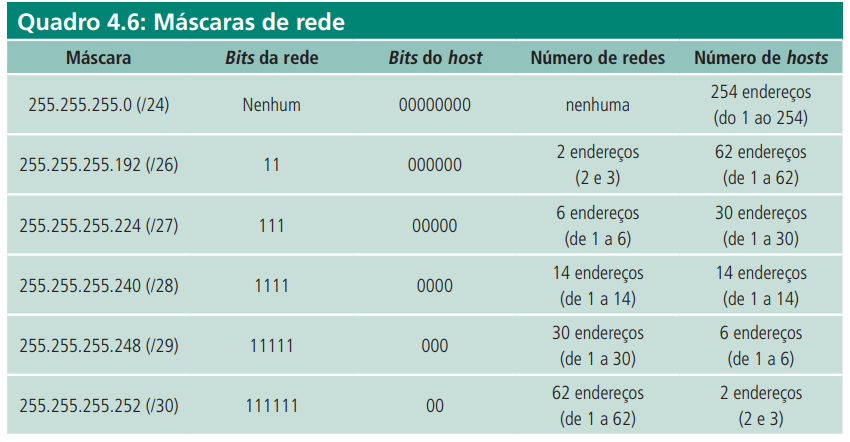 Quadro 4.6: Máscaras de rede
Máscara Bits da rede Bits do host Número de redes Número de hosts
255.255.255.0 (/24) Nenhum 00000000 nenhuma 254 endereços
(do 1 ao 254)
255.255.255.192 (/26) 11 000000 2 endereços
(2 e 3) 62 endereços
(de 1 a 62)
255.255.255.224 (/27) 111 00000 6 endereços
(de 1 a 6) 30 endereços
(de 1 a 30)
255.255.255.240 (/28) 1111 0000 14 endereços
(de 1 a 14) 14 endereços
(de 1 a 14)
255.255.255.248 (/29) 11111 000 30 endereços
(de 1 a 30) 6 endereços
(de 1 a 6)
255.255.255.252 (/30) 111111 00 62 endereços
(de 1 a 62) 2 endereços
(2 e 3)